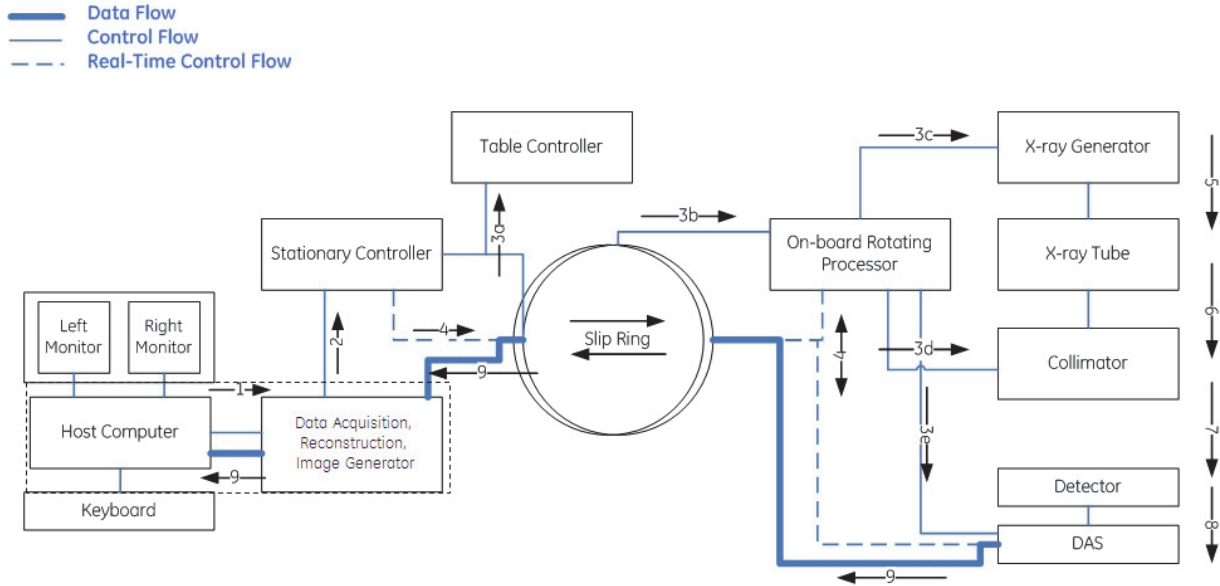 Data Flow
Control Flow
Real-Time Control Flow
Table Controller
3c
X-ray Generator
5
3b
3a
Stationary Controller
On-board Rotating
Processor
X-ray Tube
Left
Monitor
Right
Monitor
2
4
Slip Ring
4
3d
6
Collimator
9
1
Host Computer
Data Acquisition,
Reconstruction,
Image Generator
3e
7
9
Keyboard
Detector
8
DAS
9